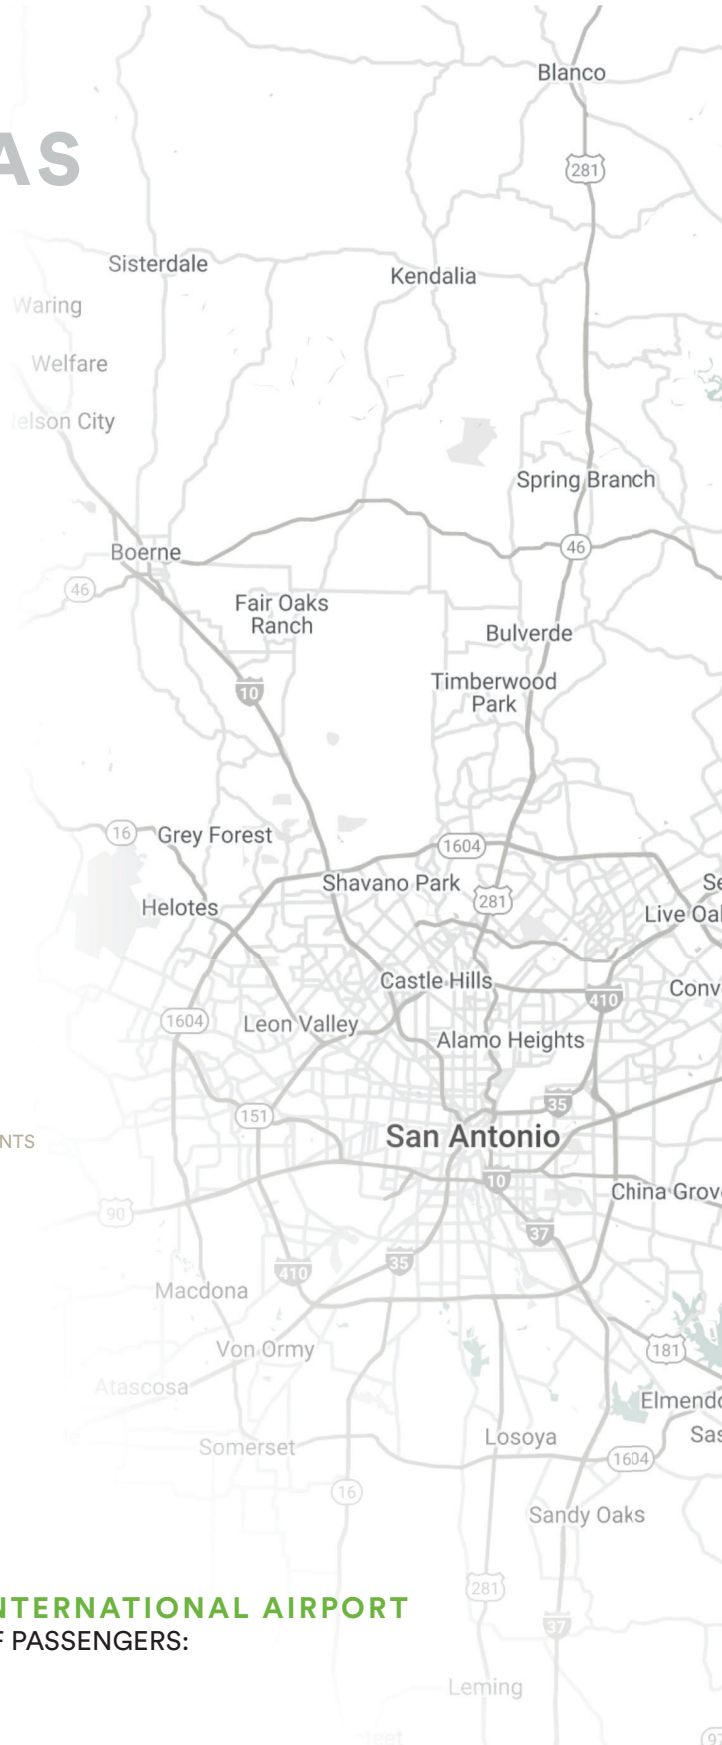 Blanco
281
AS
Sisterdale
Kendalia
Waring
Welfare
elson City
Spring Branch
46
Boerne
46
Fair Oaks
Ranch
Bulverde
Timberwood
Park
10
16
Grey Forest
1604
Shavano Park
Se
281
Helotes
Live Oa
Castle Hills
Conv
410
1604
Leon Valley
Alamo Heights
35
151
San Antonio
NTS
10
China Grov
90
37
35
410
Macdona
Von Ormy
181
Atascosa
Elmend
Sas
Losoya
Somerset
1604
16
Sandy Oaks
281
NTERNATIONAL AIRPORT
37
F PASSENGERS:
Leming
97